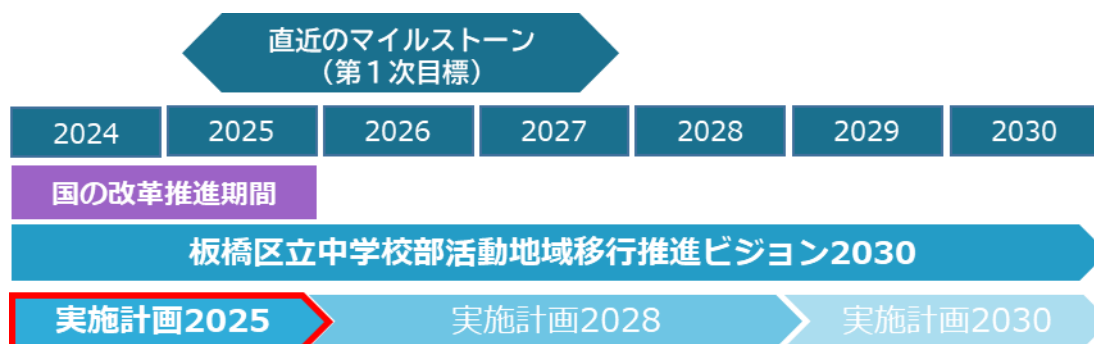 直近のマイルストーン
（第１次目標）
2024 2025 2026 2027 2028 2029 2030
国の改革推進期間
板橋区立中学校部活動地域移行推進ビジョン2030
実施計画2025 実施計画2028 実施計画2030